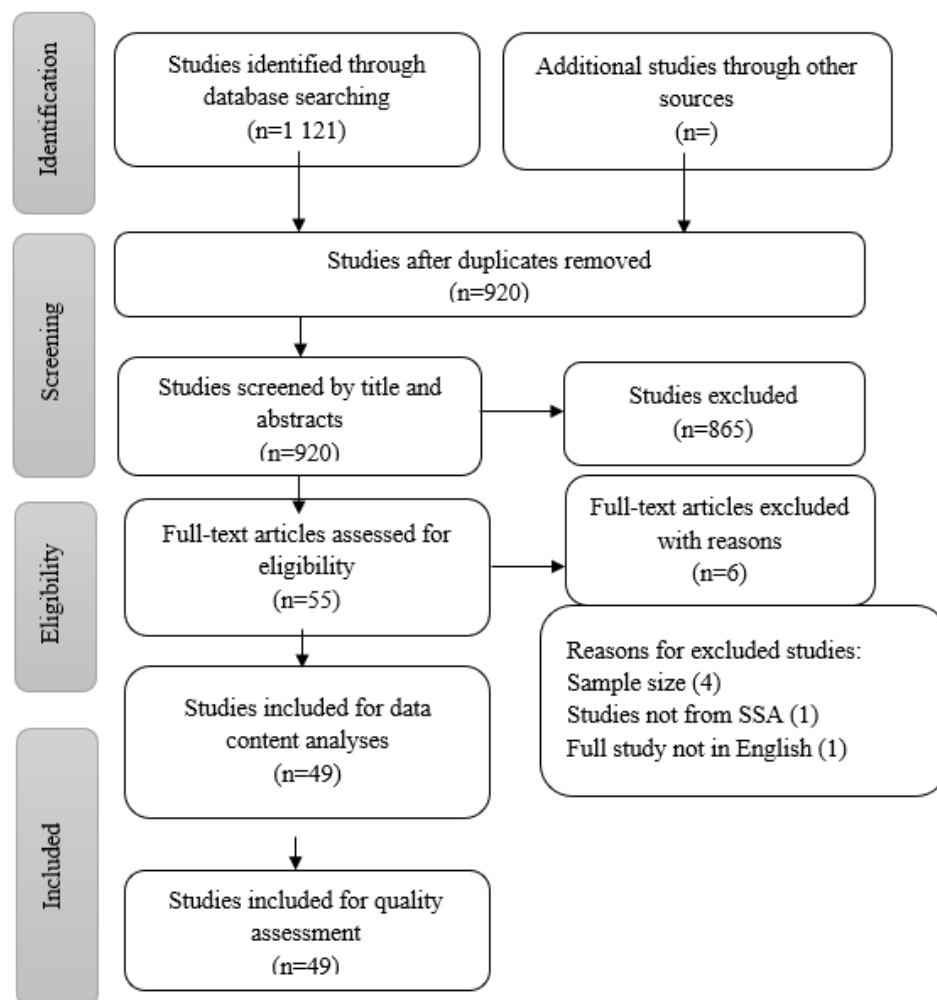 Identification
Studies identified through
database searching
(n=1 121)
Additional studies through other
sources
(n=)
Screening
Studies after duplicates removed
(n=920)
Studies screened by title and
abstracts
(n=920)
Studies excluded
(n=865)
Eligibility
Full-text articles assessed for
eligibility
(n=55)
Full-text articles excluded
with reasons
(n=6)
Reasons for excluded studies:
Sample size (4)
Studies not from SSA (1)
Full study not in English (1)
Included
Studies included for data
content analyses
(n=49)
Studies included for quality
assessment
(n=49)